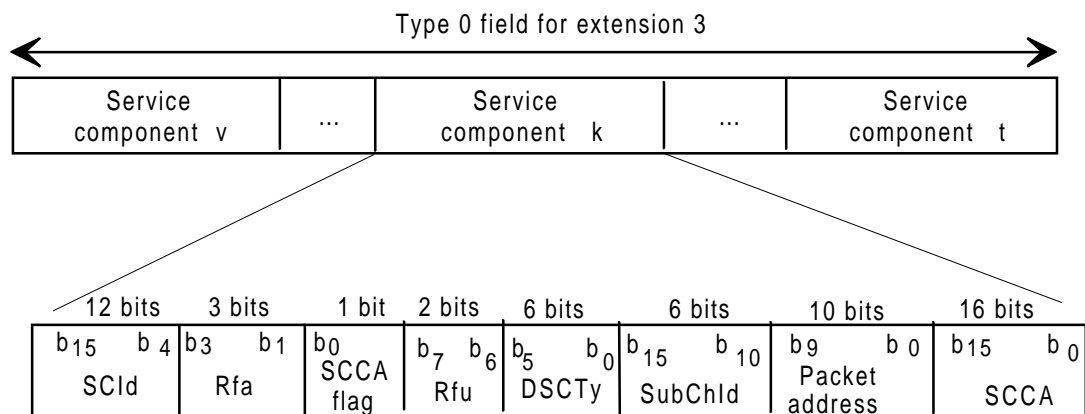 Type 0 field for extension 3
Service component v
...
Service component k
...
Service component t
12 bits 3 bits 1 bit 2 bits 6 bits 6 bits 10 bits 16 bits
b15 b4 b3 b1 b0 b7 b6 b5 b0 b15 b10 b9 b0 b15 b0
SCId Rfa SCCA flag Rfu DSCTy SubChId Packet address SCCA